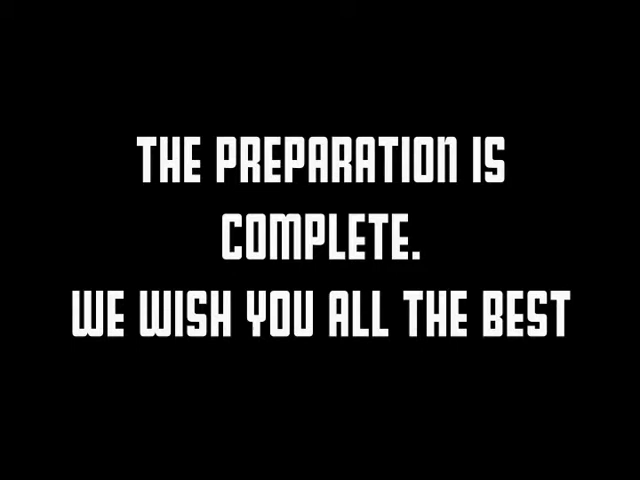 THE PREPARATION IS
COMPLETE.
WE WISH YOU ALL THE BEST